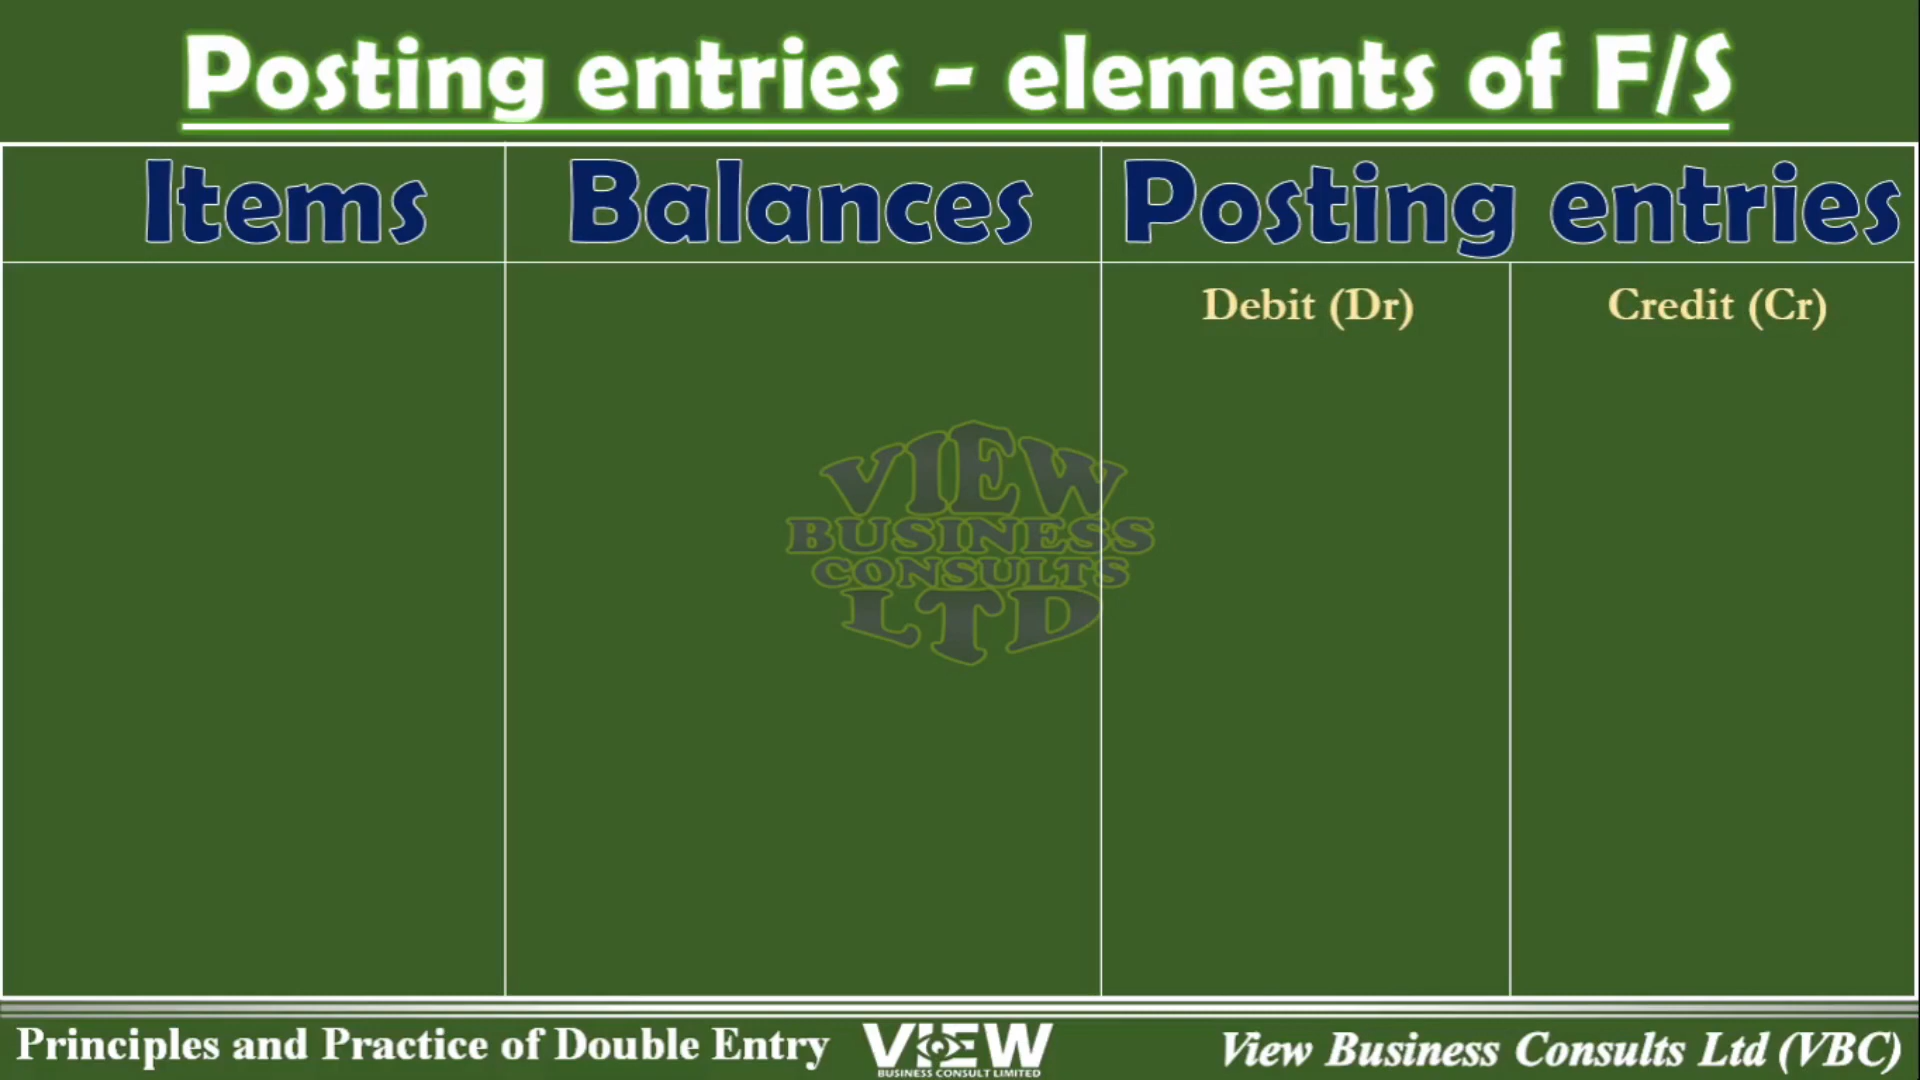 Posting entries - elements of F/S
Items
Balances
Posting entries
Debit (Dr)
Credit (Cr)
VIEW
BUSINESS
CONSULTS
LTD
Principles and Practice of Double Entry
VIEW
BUSINESS CONSULT LIMITED
View Business Consults Ltd (VBC)